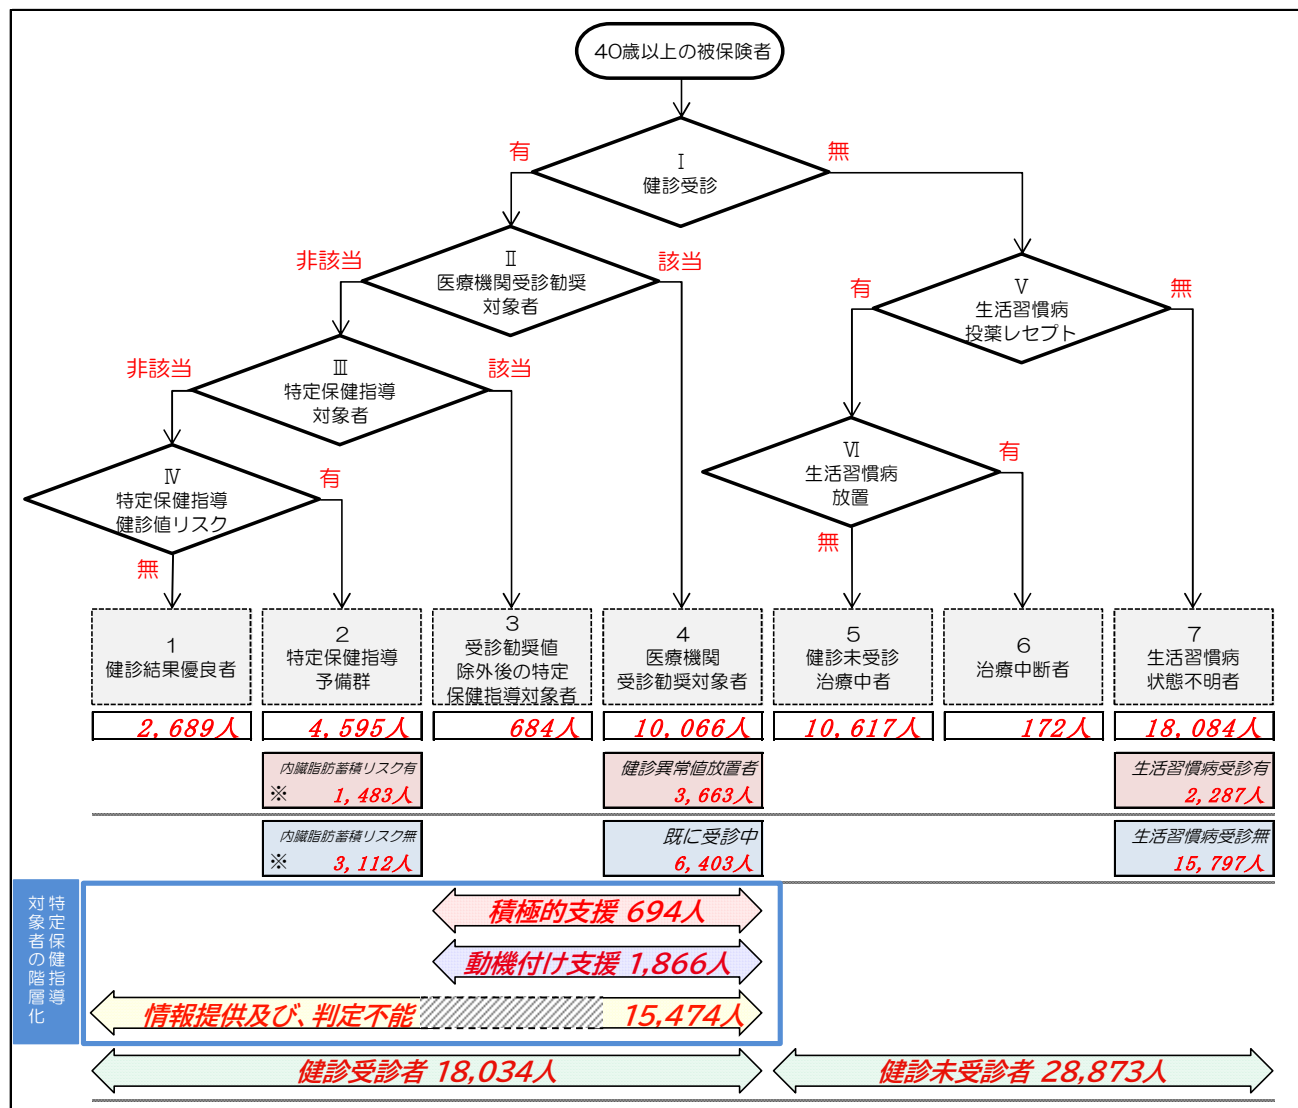 40歳以上の被保険者
Ⅰ
健診受診
有
無
Ⅱ
医療機関受診勧奨
対象者
非該当
該当
Ⅴ
生活習慣病
投薬レセプト
有
無
Ⅲ
特定保健指導
対象者
非該当
該当
Ⅳ
特定保健指導
健診値リスク
有
無
Ⅵ
生活習慣病
放置
有
無
1
健診結果優良者
2
特定保健指導
予備群
3
受診勧奨値
除外後の特定
保健指導対象者
4
医療機関
受診勧奨対象者
5
健診未受診
治療中者
6
治療中断者
7
生活習慣病
状態不明者
2,689人
4,595人
684人
10,066人
10,617人
172人
18,084人
内臓脂肪蓄積リスク有
※ 1,483人
健診異常値放置者
3,663人
生活習慣病受診有
2,287人
内臓脂肪蓄積リスク無
※ 3,112人
既に受診中
6,403人
生活習慣病受診無
15,797人
特定保健指導
対象者の階層化
積極的支援 694人
動機付け支援 1,866人
情報提供及び、判定不能 15,474人
健診受診者 18,034人
健診未受診者 28,873人